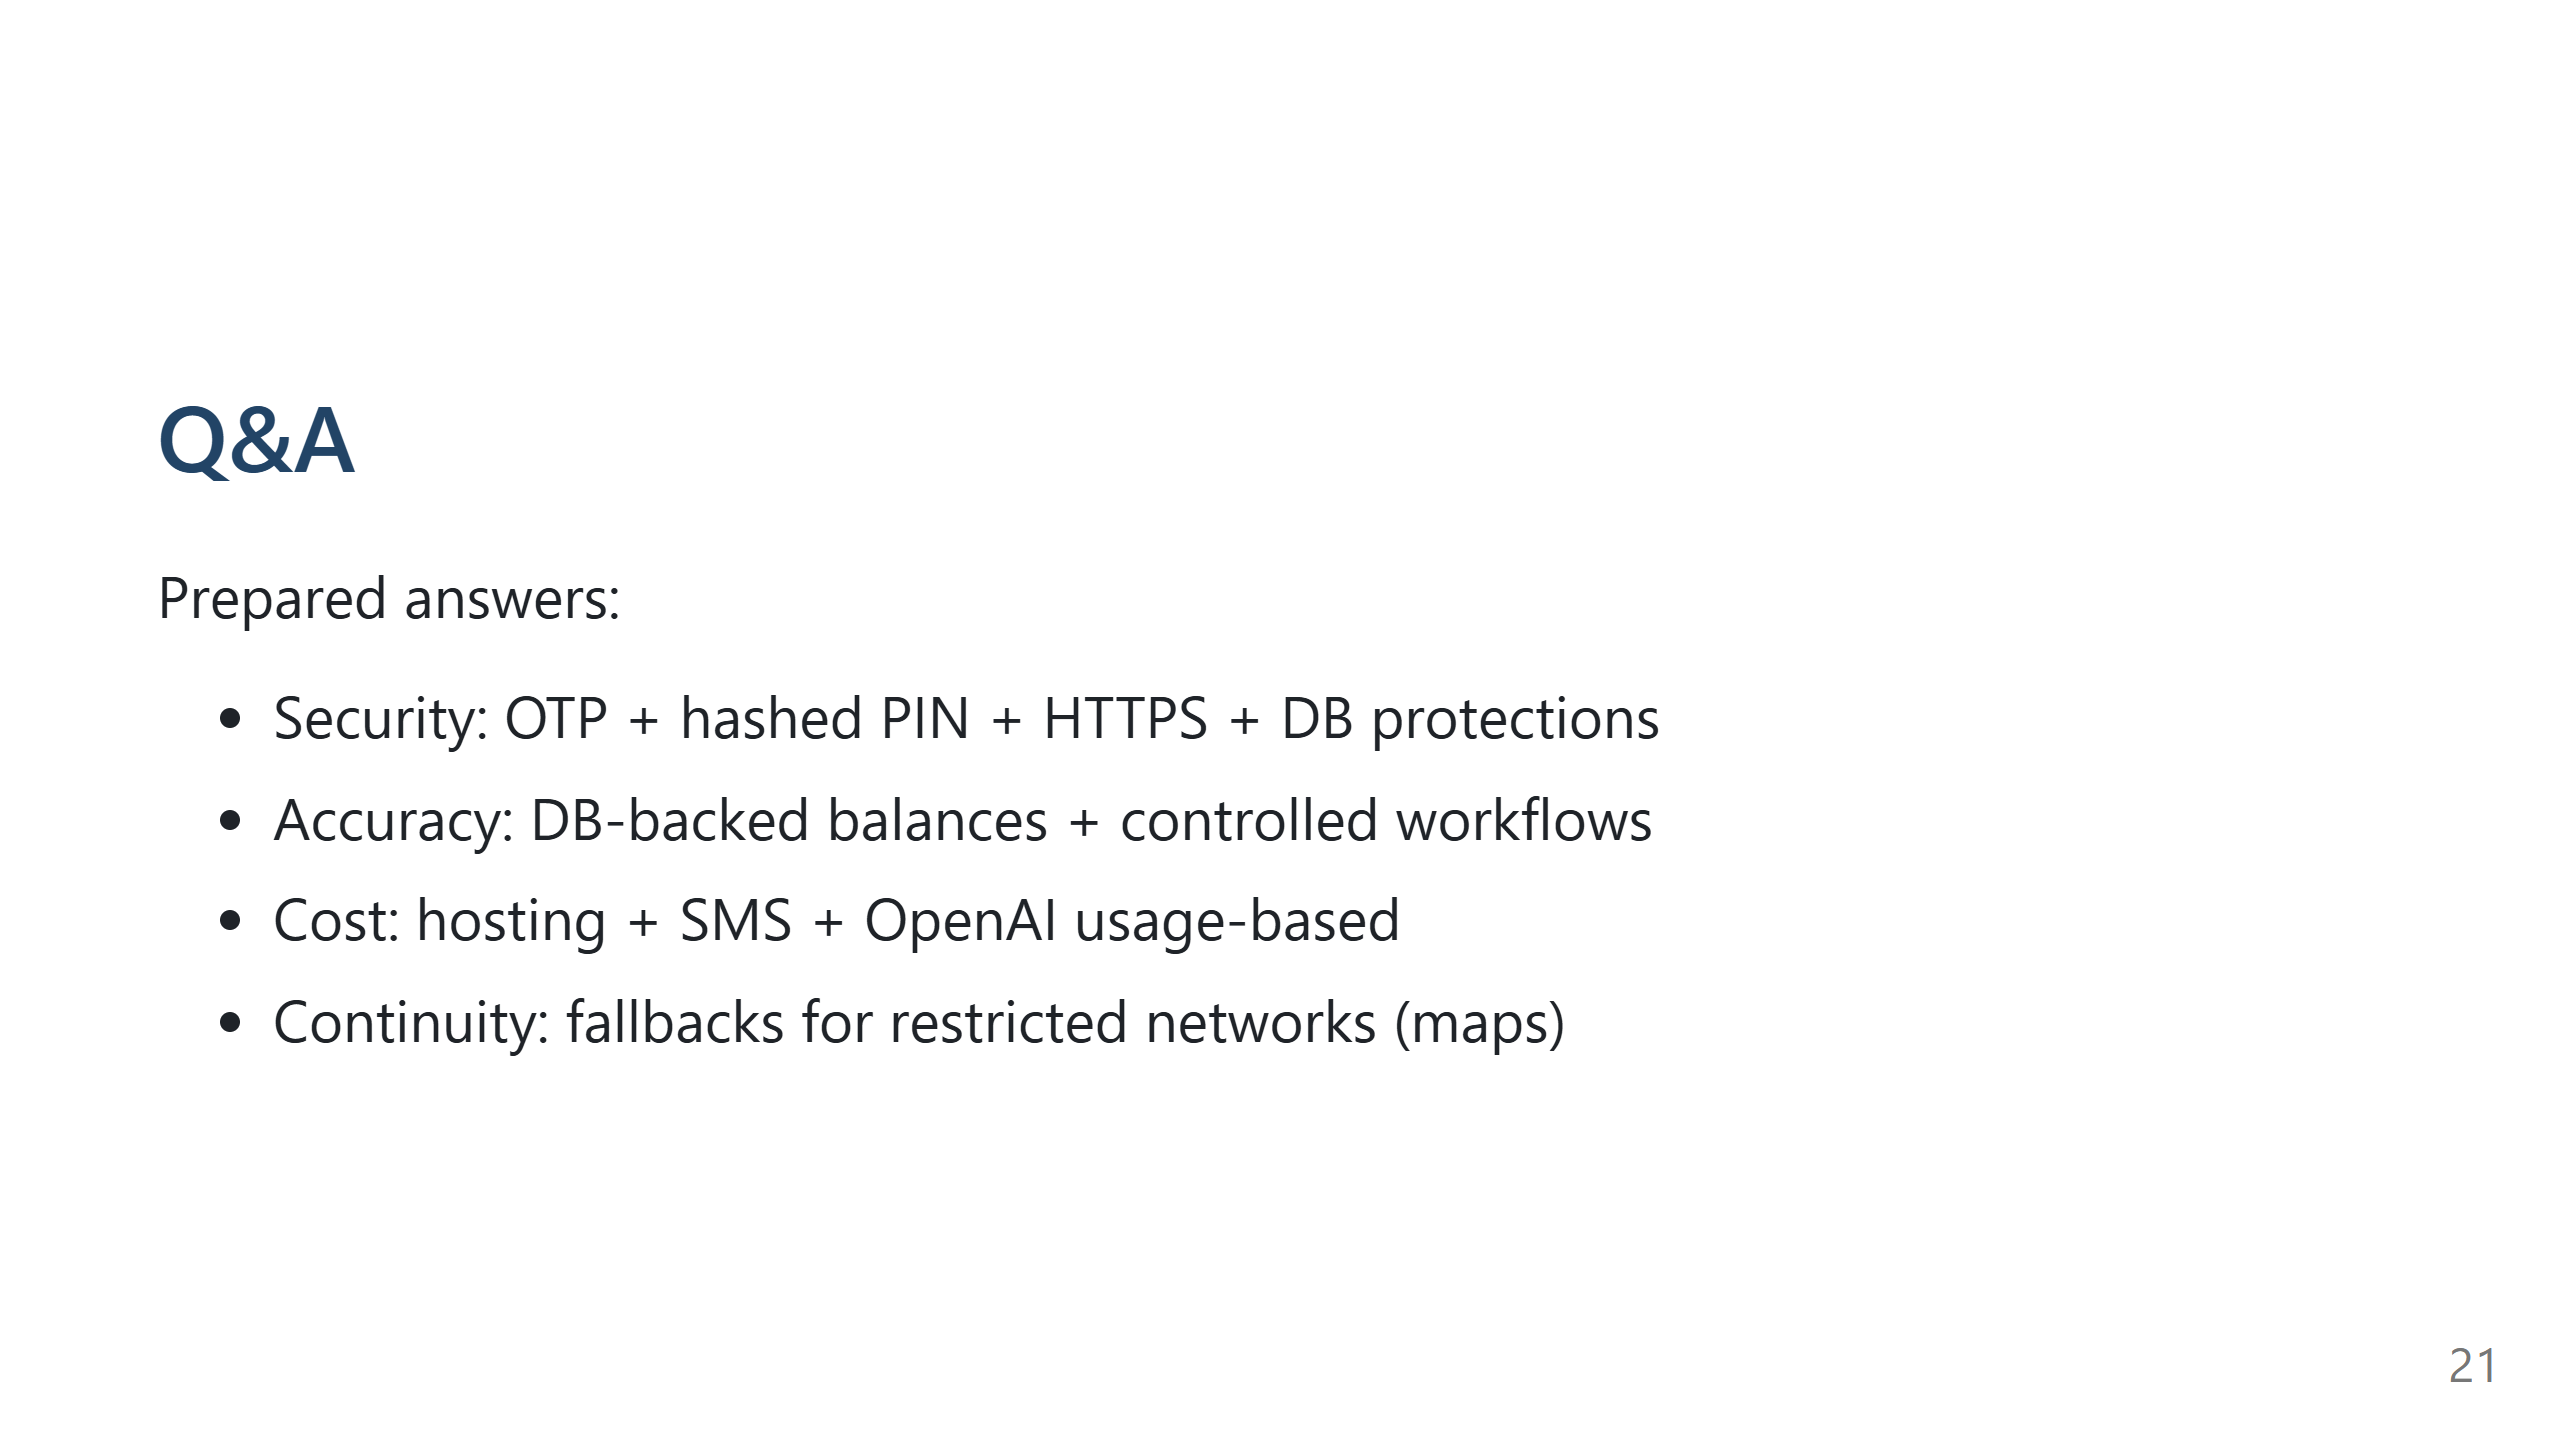 Q&A
Prepared answers:
• Security: OTP + hashed PIN + HTTPS + DB protections
• Accuracy: DB-backed balances + controlled workflows
• Cost: hosting + SMS + OpenAI usage-based
• Continuity: fallbacks for restricted networks (maps)
21